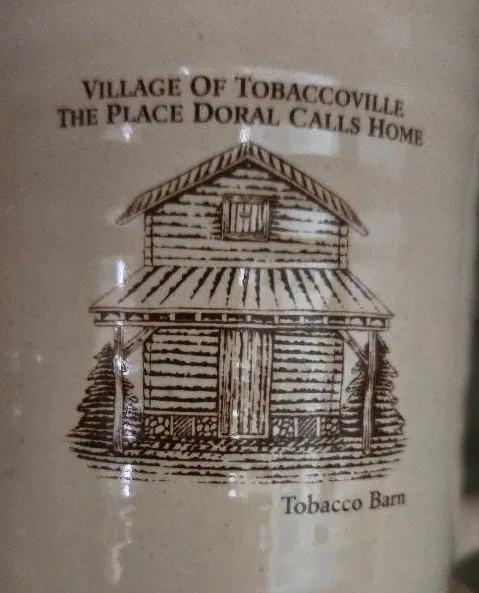 VILLAGE OF TOBACCOVILLE
THE PLACE DORAL CALLS HOME
Tobacco Barn